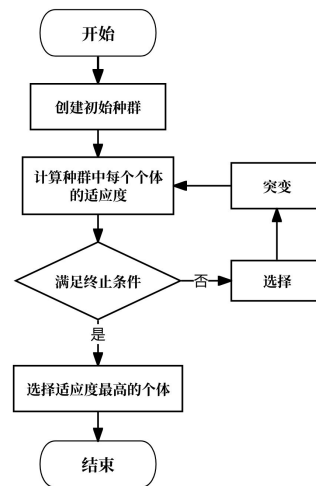 开始
创建初始种群
计算种群中每个个体
的适应度
突变
满足终止条件
否
选择
是
选择适应度最高的个体
结束